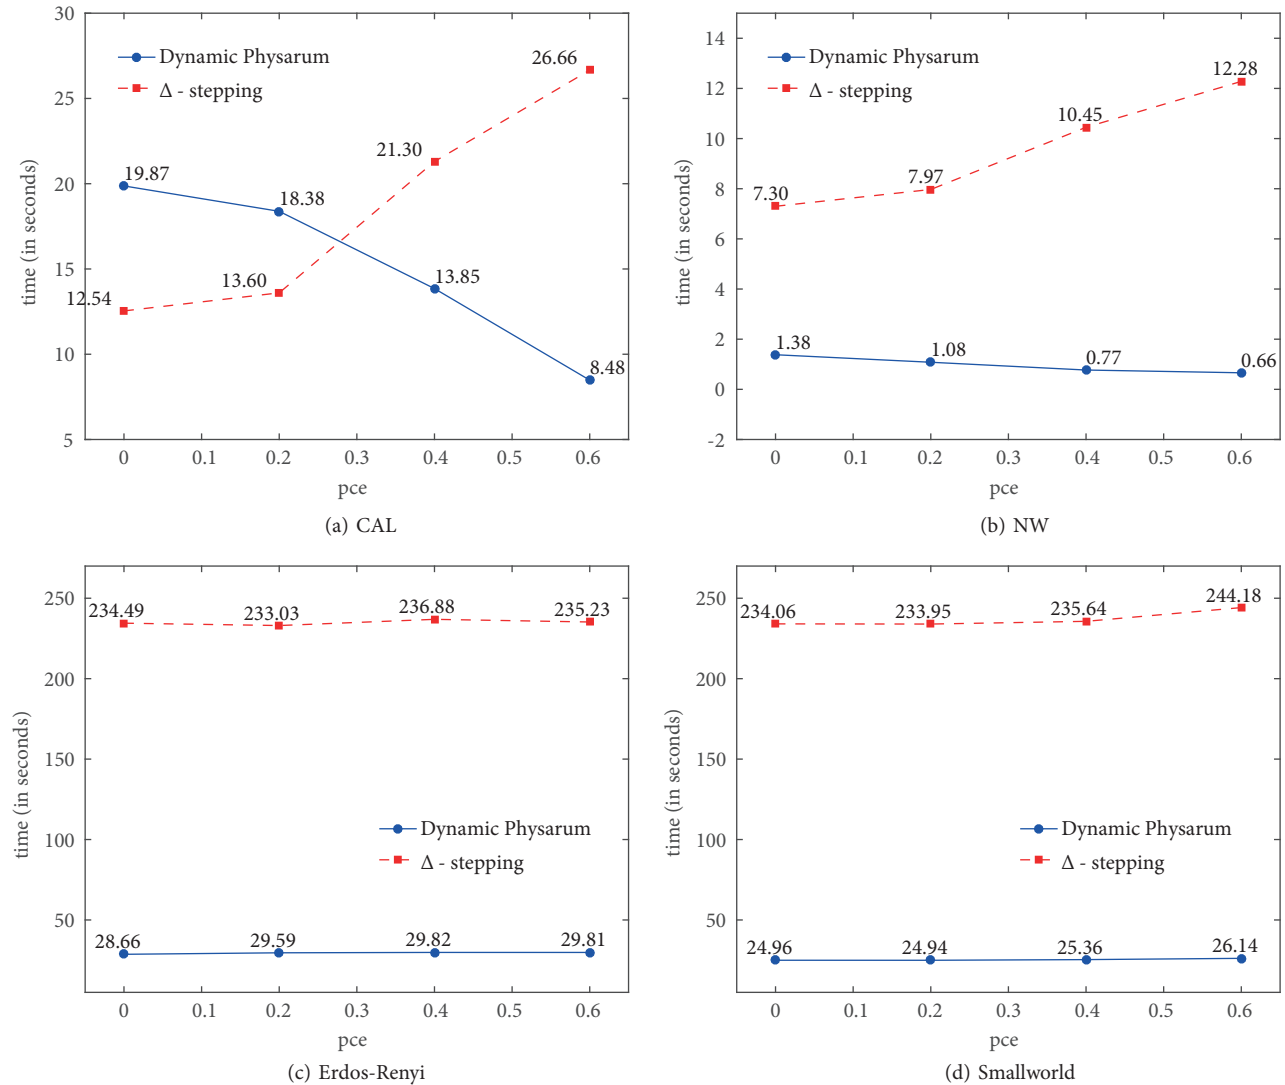 30
25
20
15
10
5
time (in seconds)
Dynamic Physarum
Δ - stepping
19.87
18.38
13.85
8.48
12.54
13.60
21.30
26.66
0 0.1 0.2 0.3 0.4 0.5 0.6
pce
(a) CAL
14
12
10
8
6
4
2
0
-2
time (in seconds)
Dynamic Physarum
Δ - stepping
7.30
7.97
10.45
12.28
1.38
1.08
0.77
0.66
0 0.1 0.2 0.3 0.4 0.5 0.6
pce
(b) NW
250
200
150
100
50
time (in seconds)
234.49
233.03
236.88
235.23
Dynamic Physarum
Δ - stepping
28.66
29.59
29.82
29.81
0 0.1 0.2 0.3 0.4 0.5 0.6
pce
(c) Erdos-Renyi
250
200
150
100
50
time (in seconds)
234.06
233.95
235.64
244.18
Dynamic Physarum
Δ - stepping
24.96
24.94
25.36
26.14
0 0.1 0.2 0.3 0.4 0.5 0.6
pce
(d) Smallworld